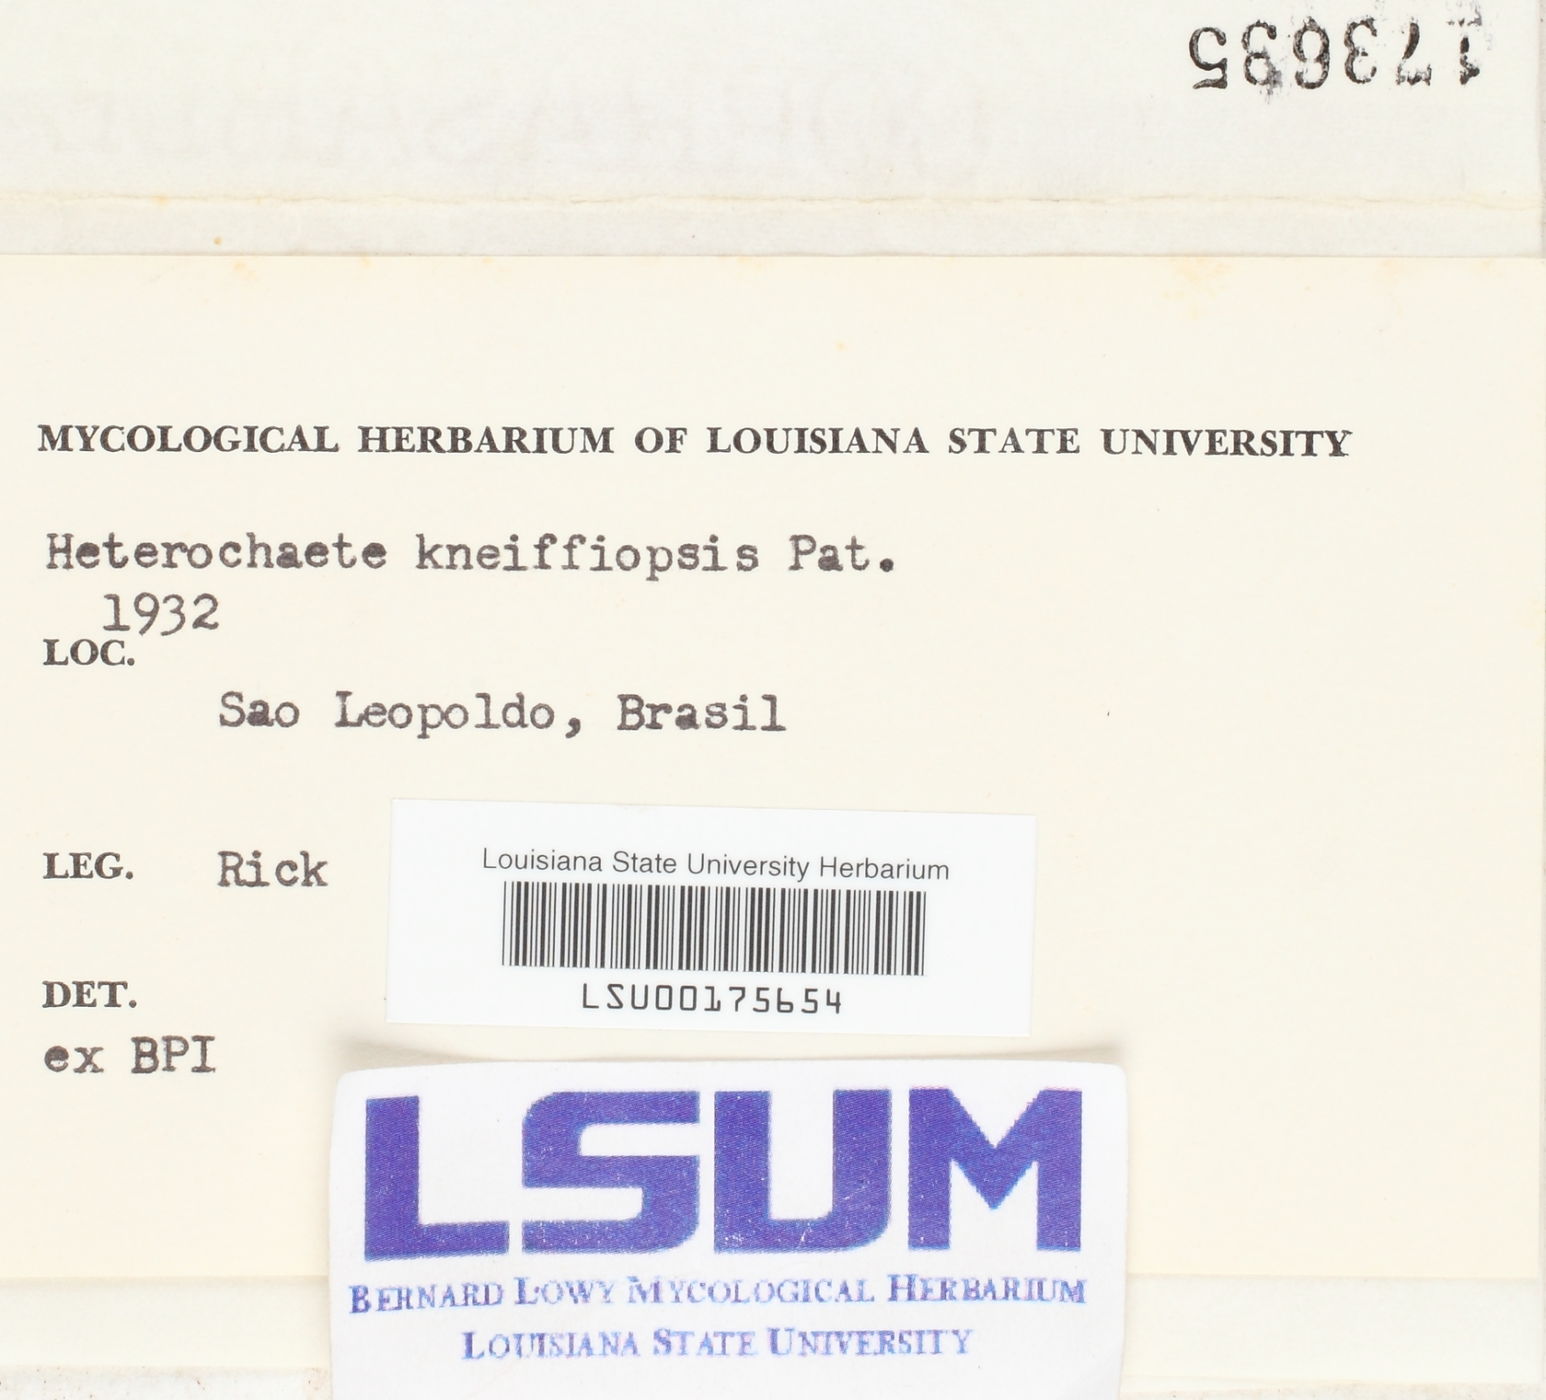 MYCOLOGICAL HERBARIUM OF LOUISIANA STATE UNIVERSITY
Heterochaete kneiffiopsis Pat.
1932
LOC.
Sao Leopoldo, Brasil
LEG. Rick
Louisiana State University Herbarium
LSU00175654
DET.
ex BPI
LSUM
BERNARD LOWY MYCOLOGICAL HERBARIUM
LOUISIANA STATE UNIVERSITY